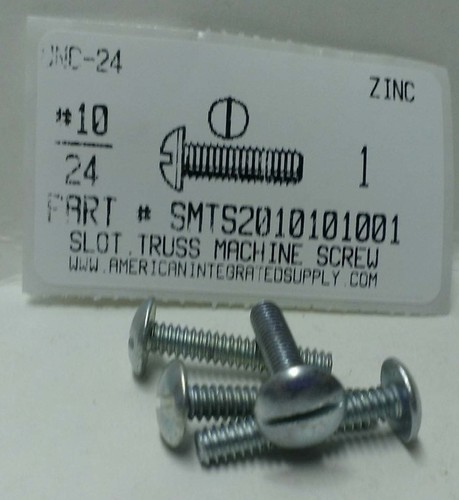 UNC-24
ZINC
#10
24
1
PART # SMTS2010101001
SLOT TRUSS MACHINE SCREW
WWW.AMERICANINTEGRATEDSUPPLY.COM